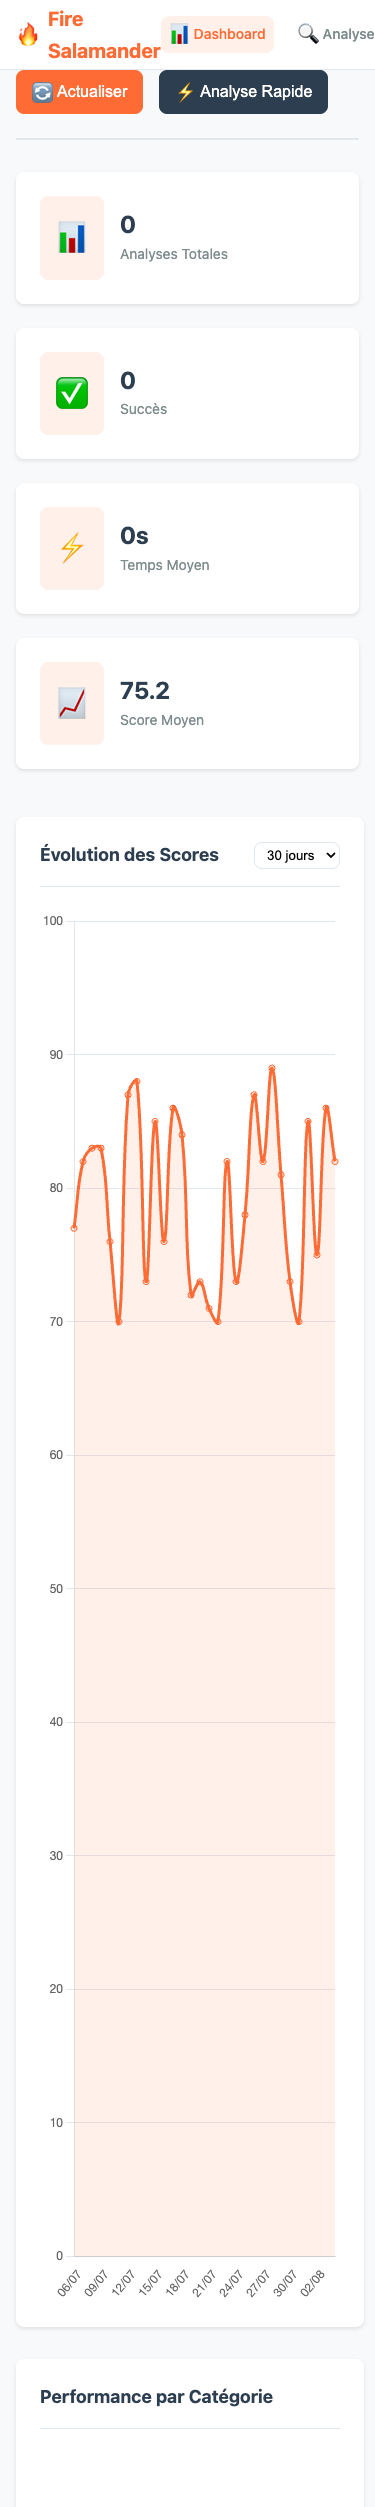 Fire
Salamander
Dashboard
Analyse
Actualiser
Analyse Rapide
0
Analyses Totales
0
Succès
0s
Temps Moyen
75.2
Score Moyen
Évolution des Scores
30 jours
100
90
80
70
60
50
40
30
20
10
0
06/07
09/07
12/07
15/07
18/07
21/07
24/07
27/07
30/07
02/08
Performance par Catégorie